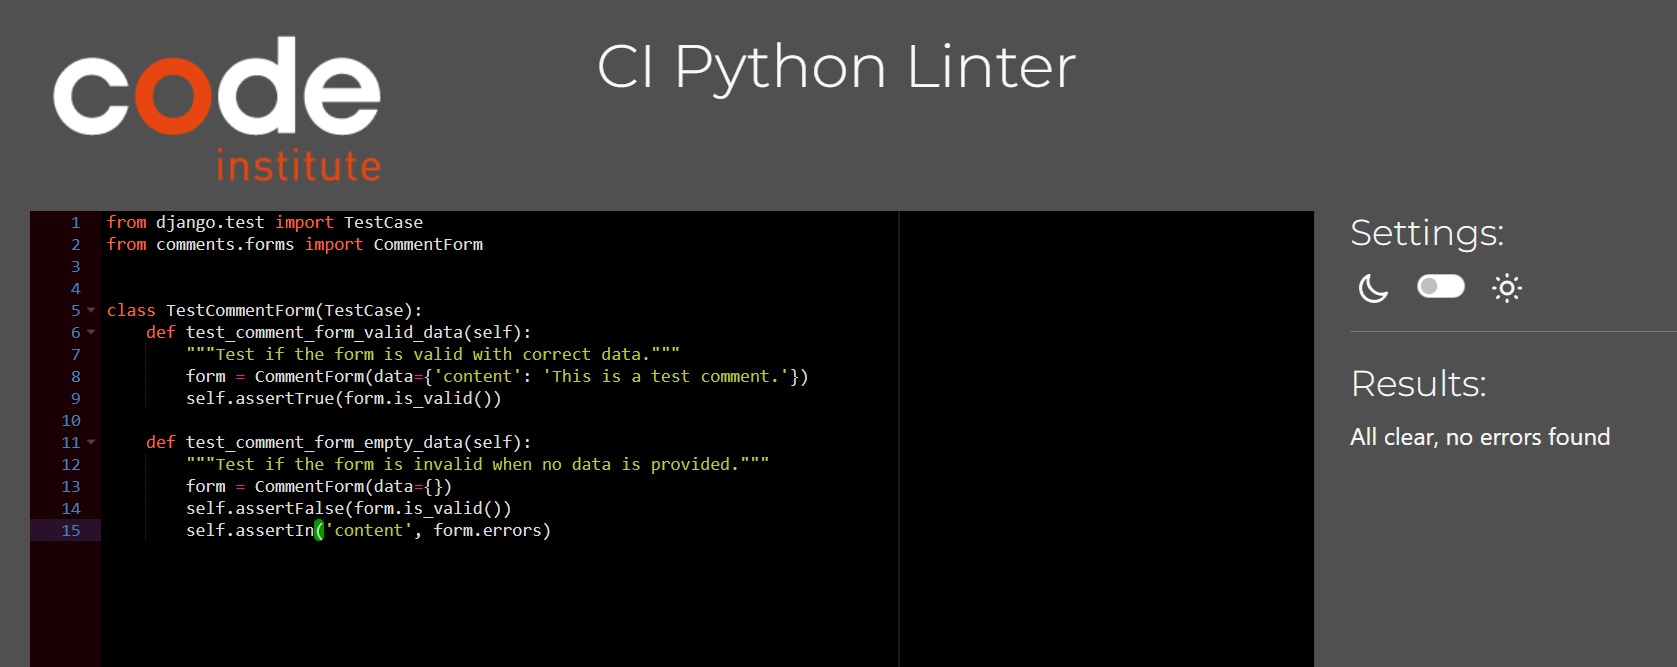 code
institute
CI Python Linter
1 from django.test import TestCase
2 from comments.forms import CommentForm
3
4
5 class TestCommentForm(TestCase):
6     def test_comment_form_valid_data(self):
7         """Test if the form is valid with correct data."""
8         form = CommentForm(data={'content': 'This is a test comment.'})
9         self.assertTrue(form.is_valid())
10
11     def test_comment_form_empty_data(self):
12         """Test if the form is invalid when no data is provided."""
13         form = CommentForm(data={})
14         self.assertFalse(form.is_valid())
15         self.assertIn('content', form.errors)
Settings:
Results:
All clear, no errors found